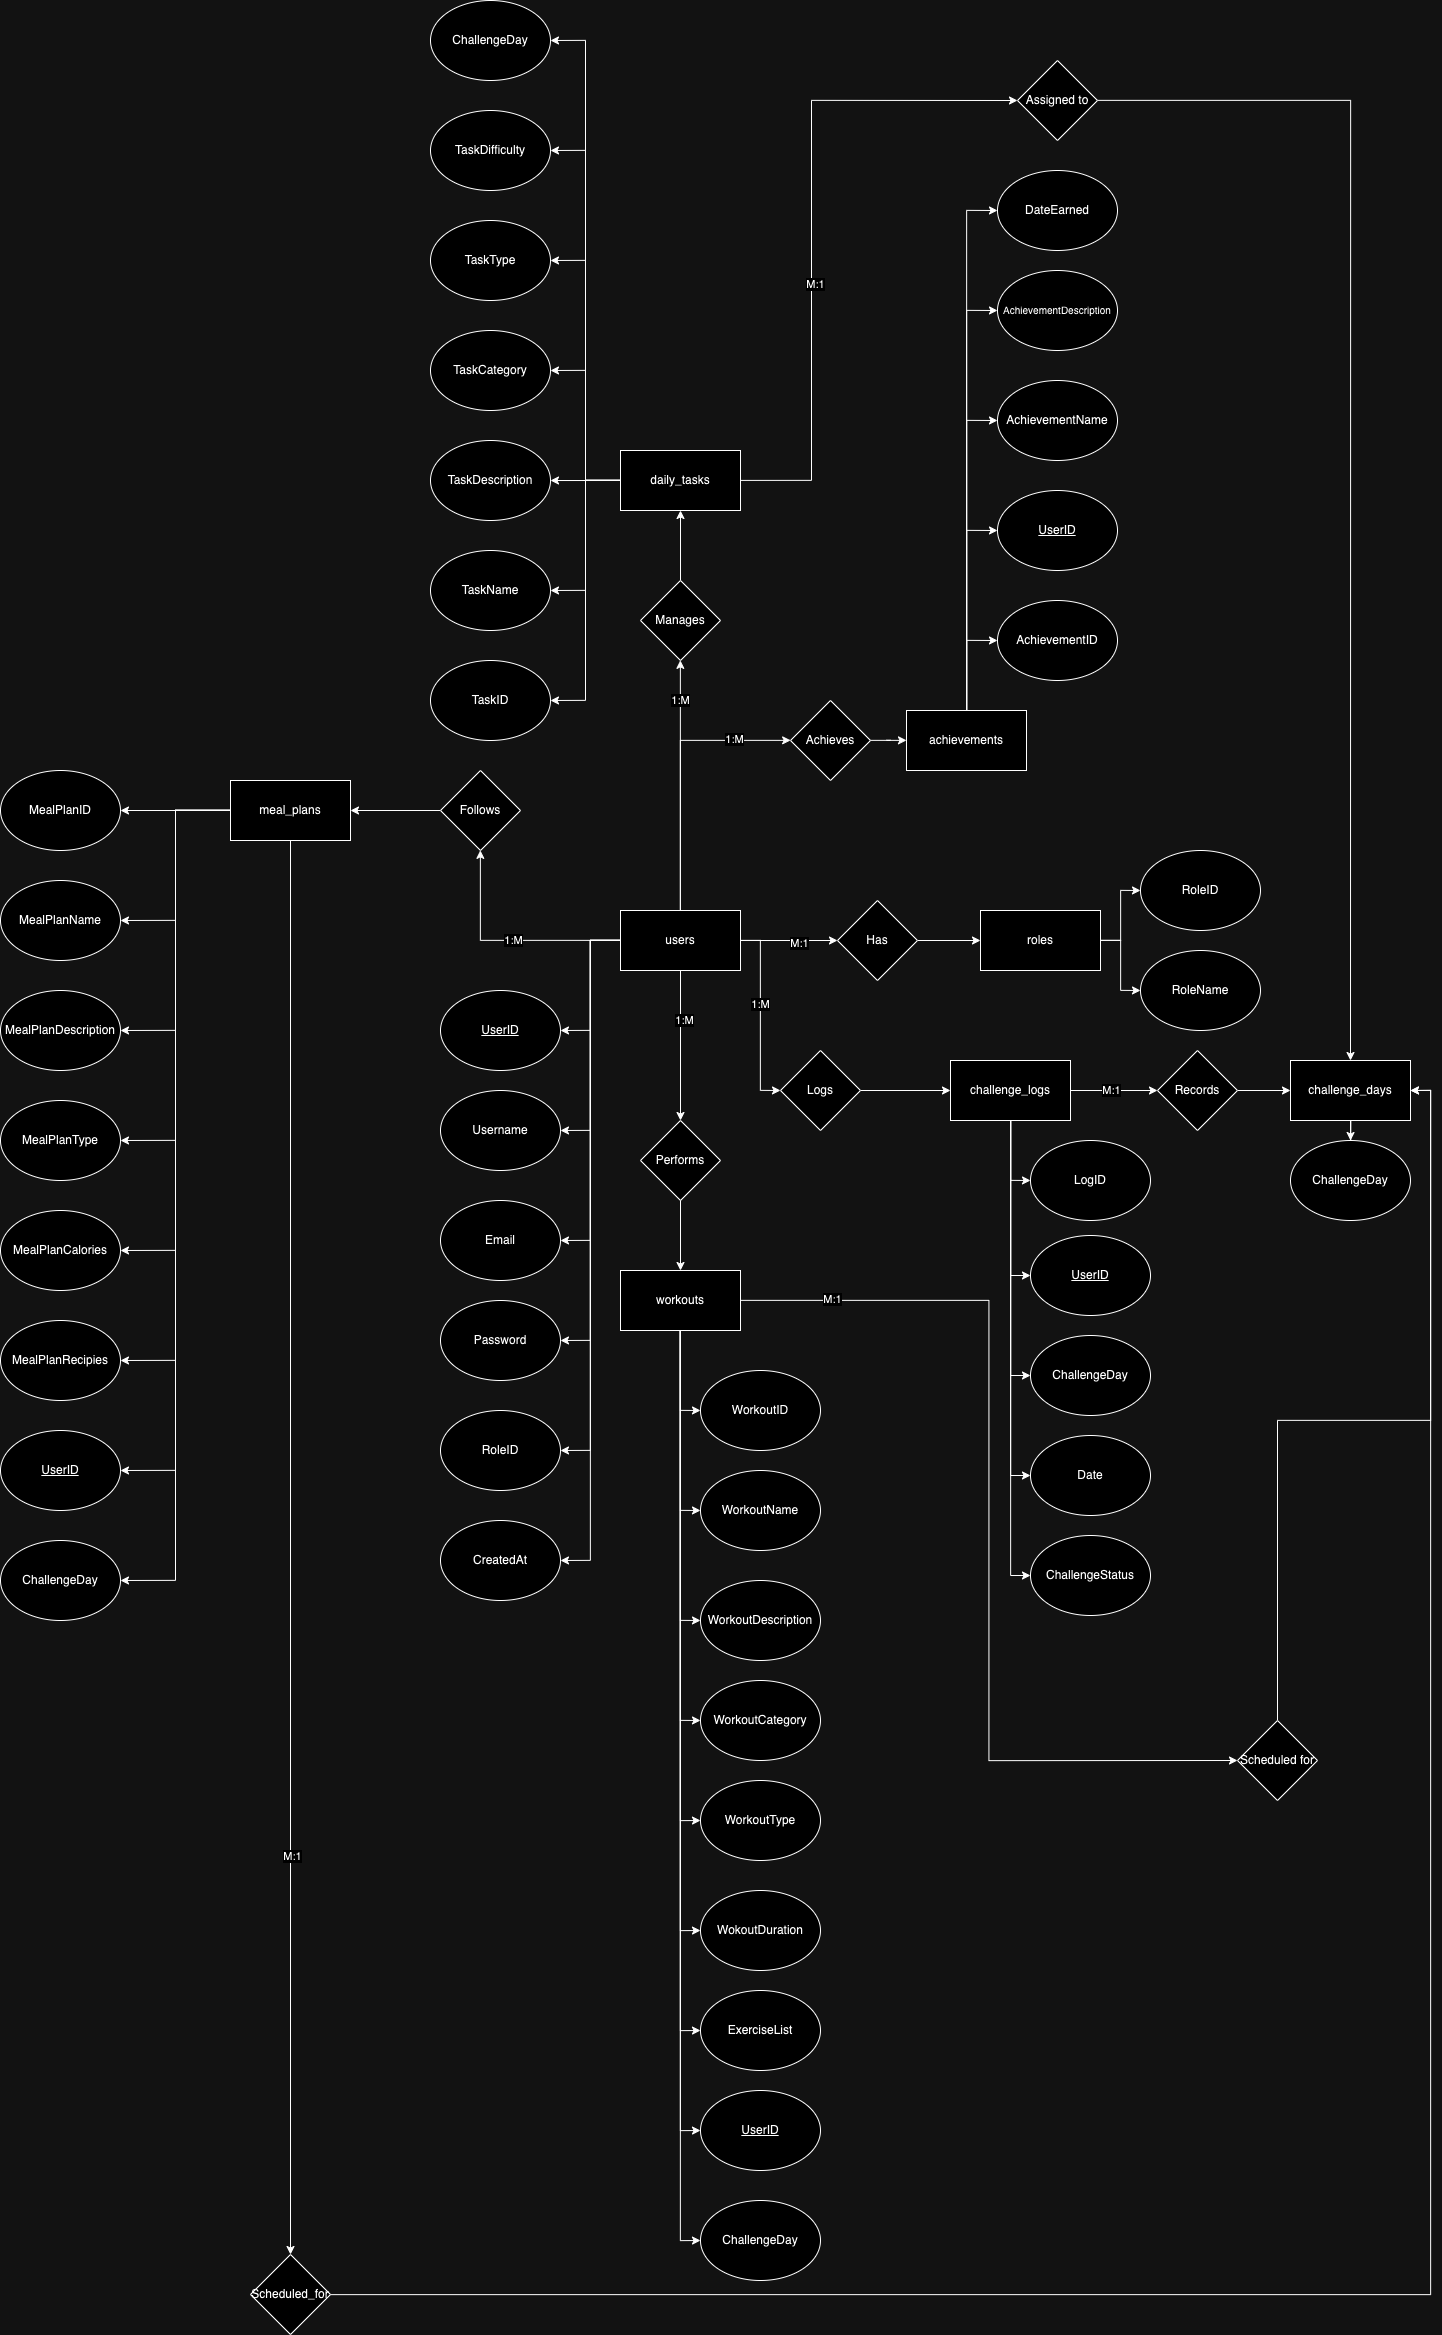 ChallengeDay
Assigned to
TaskDifficulty
DateEarned
TaskType
M:1
AchievementDescription
TaskCategory
AchievementName
TaskDescription
daily_tasks
UserID
TaskName
Manages
AchievementID
TaskID
1:M
1:M
Achieves
achievements
MealPlanID
meal_plans
Follows
RoleID
MealPlanName
1:M
users
M:1
Has
roles
RoleName
1:M
MealPlanDescription
UserID
1:M
Logs
challenge_logs
M:1
Records
challenge_days
MealPlanType
Username
Performs
LogID
ChallengeDay
MealPlanCalories
Email
UserID
workouts
M:1
MealPlanRecipies
Password
ChallengeDay
WorkoutID
UserID
RoleID
Date
WorkoutName
ChallengeDay
CreatedAt
ChallengeStatus
WorkoutDescription
WorkoutCategory
Scheduled for
WorkoutType
M:1
WokoutDuration
ExerciseList
UserID
ChallengeDay
Scheduled_for